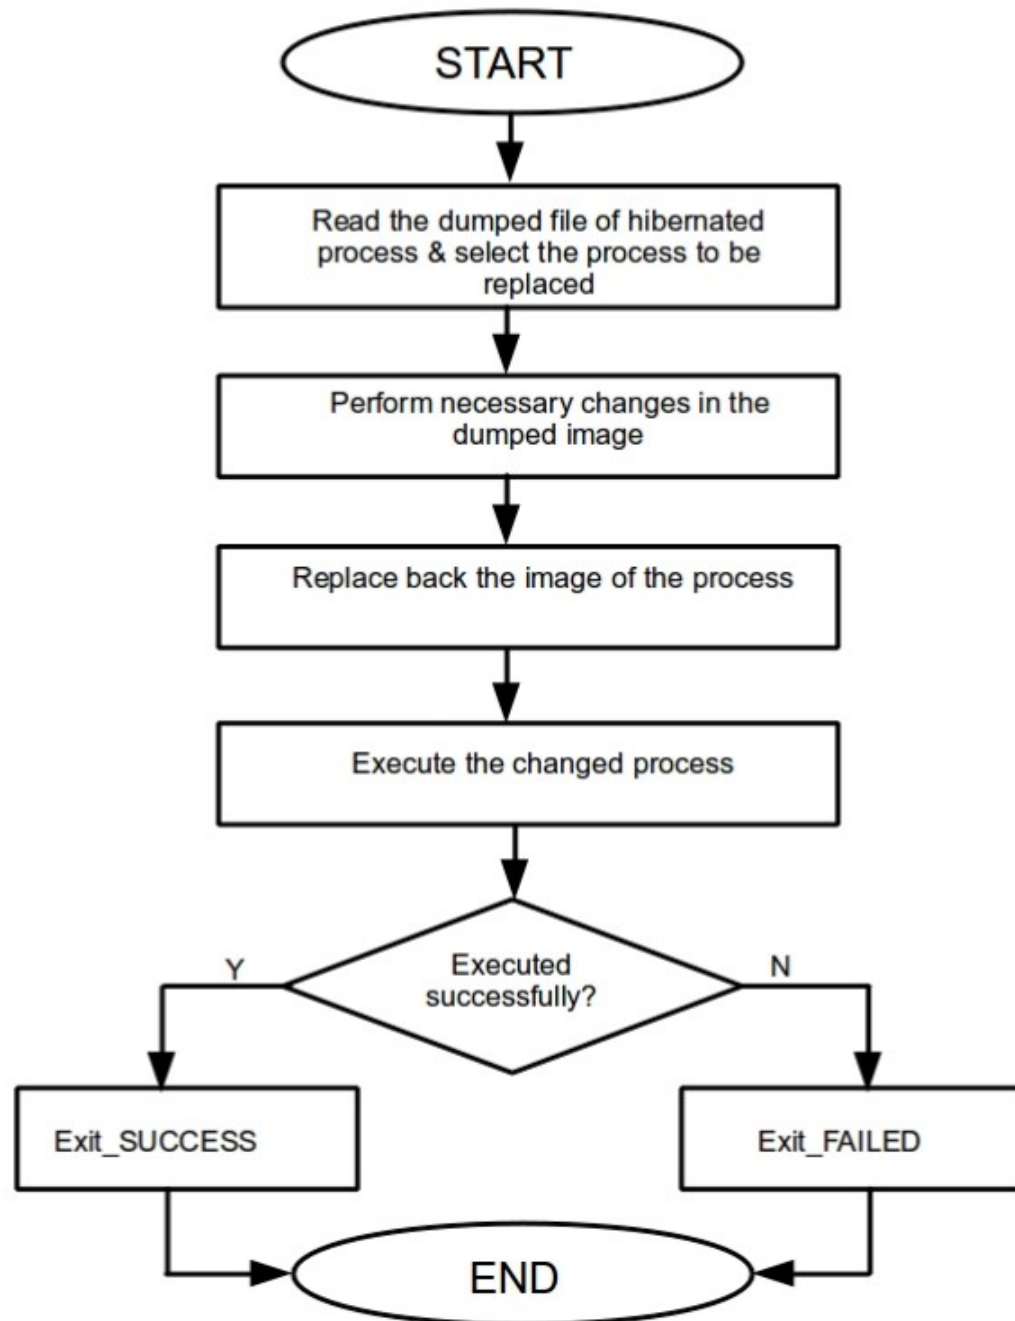 START
Read the dumped file of hibernated
process & select the process to be
replaced
Perform necessary changes in the
dumped image
Replace back the image of the process
Execute the changed process
Executed
successfully?
Y
N
Exit_SUCCESS
Exit_FAILED
END